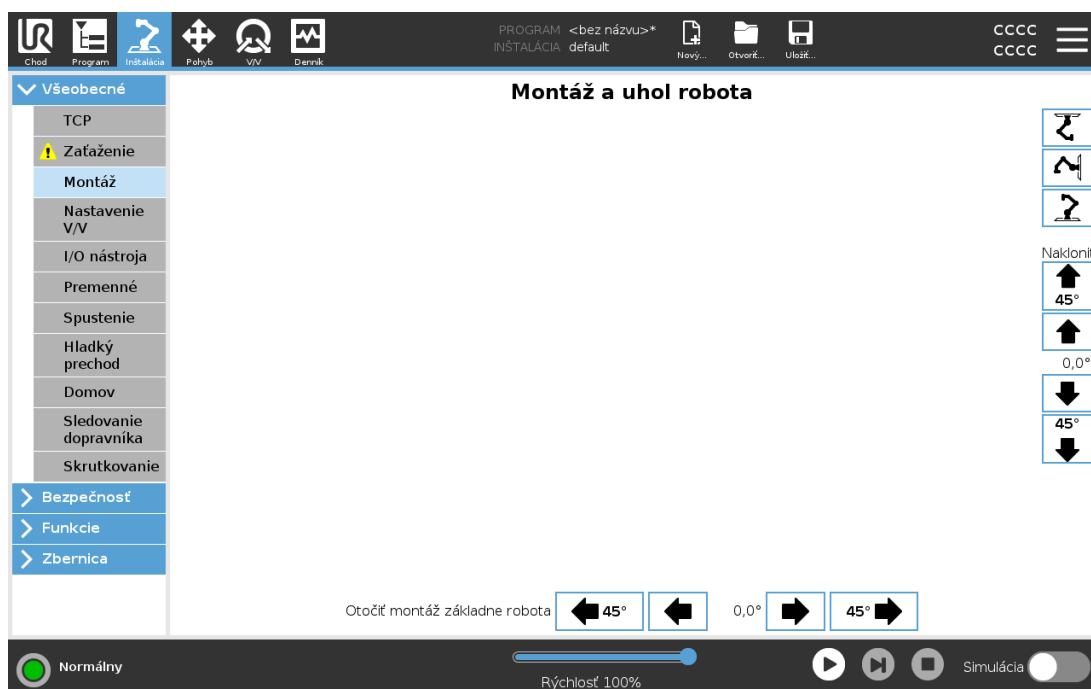 UR
Chod
Program
Inštalácia
Pohyb
V/V
Denník
PROGRAM <bez názvu>*
INŠTALÁCIA default
Nový...
Otvoriť...
Uložiť...
CCCC
CCCC
Všeobecné
TCP
Zaťaženie
Montáž
Nastavenie
V/V
I/O nástroja
Premenné
Spustenie
Hladký
prechod
Domov
Sledovanie
dopravníka
Skrutkovanie
Bezpečnosť
Funkcie
Zbernica
Montáž a uhol robota
Nakloniť
45°
0,0°
45°
Otočiť montáž základne robota 45° 0,0° 45°
Normálny
Rýchlosť 100%
Simulácia